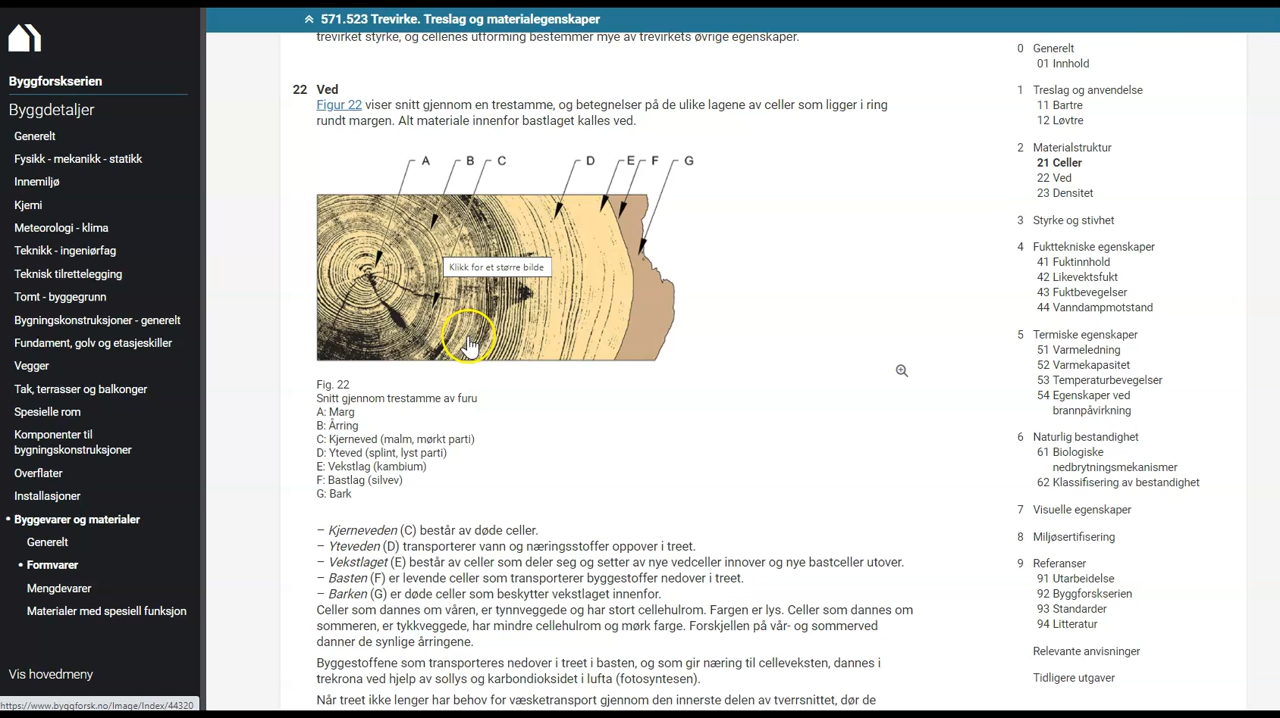 571.523 Trevirke. Treslag og materialegenskaper
Byggforskserien
Byggdetaljer
Generelt
Fysikk - mekanikk - statikk
Innemiljø
Kjemi
Meteorologi - klima
Teknikk - ingeniørfag
Teknisk tilrettelegging
Tomt - byggegrunn
Bygningskonstruksjoner - generelt
Fundament, golv og etasjeskiller
Vegger
Tak, terrasser og balkonger
Spesielle rom
Komponenter til
bygningskonstruksjoner
Overflater
Installasjoner
Byggevarer og materialer
Generelt
Formvarer
Mengdevarer
Materialer med spesiell funksjon
Vis hovedmeny
https://www.byggforsk.no/Image/Index/44320
trevirket styrke, og cellenes utforming bestemmer mye av trevirkets øvrige egenskaper.
22 Ved
Figur 22 viser snitt gjennom en trestamme, og betegnelser på de ulike lagene av celler som ligger i ring
rundt margen. Alt materiale innenfor bastlaget kalles ved.
A B C D E F G
Klikk for et større bilde
Fig. 22
Snitt gjennom trestamme av furu
A: Marg
B: Årring
C: Kjerneved (malm, mørkt parti)
D: Yteved (splint, lyst parti)
E: Vekstlag (kambium)
F: Bastlag (silvev)
G: Bark
– Kjerneveden (C) består av døde celler.
– Yteveden (D) transporterer vann og næringsstoffer oppover i treet.
– Vekstlaget (E) består av celler som deler seg og setter av nye vedceller innover og nye bastceller utover.
– Basten (F) er levende celler som transporterer byggestoffer nedover i treet.
– Barken (G) er døde celler som beskytter vekstlaget innenfor.
Celler som dannes om våren, er tynnveggede og har stort cellehulrom. Fargen er lys. Celler som dannes om
sommeren, er tykkveggede, har mindre cellehulrom og mørk farge. Forskjellen på vår- og sommerved
danner de synlige årringene.
Byggestoffene som transporteres nedover i treet i basten, og som gir næring til celleveksten, dannes i
trekrona ved hjelp av sollys og karbondioksidet i lufta (fotosyntesen).
Når treet ikke lenger har behov for væsketransport gjennom den innerste delen av tverrsnittet, dør de
0 Generelt
01 Innhold
1 Treslag og anvendelse
11 Bartre
12 Løvtre
2 Materialstruktur
21 Celler
22 Ved
23 Densitet
3 Styrke og stivhet
4 Fukttekniske egenskaper
41 Fuktinnhold
42 Likevektsfukt
43 Fuktbevegelser
44 Vanndampmotstand
5 Termiske egenskaper
51 Varmeledning
52 Varmekapasitet
53 Temperaturbevegelser
54 Egenskaper ved
brannpåvirkning
6 Naturlig bestandighet
61 Biologiske
nedbrytningsmekanismer
62 Klassifisering av bestandighet
7 Visuelle egenskaper
8 Miljøsertifisering
9 Referanser
91 Utarbeidelse
92 Byggforskserien
93 Standarder
94 Litteratur
Relevante anvisninger
Tidligere utgaver